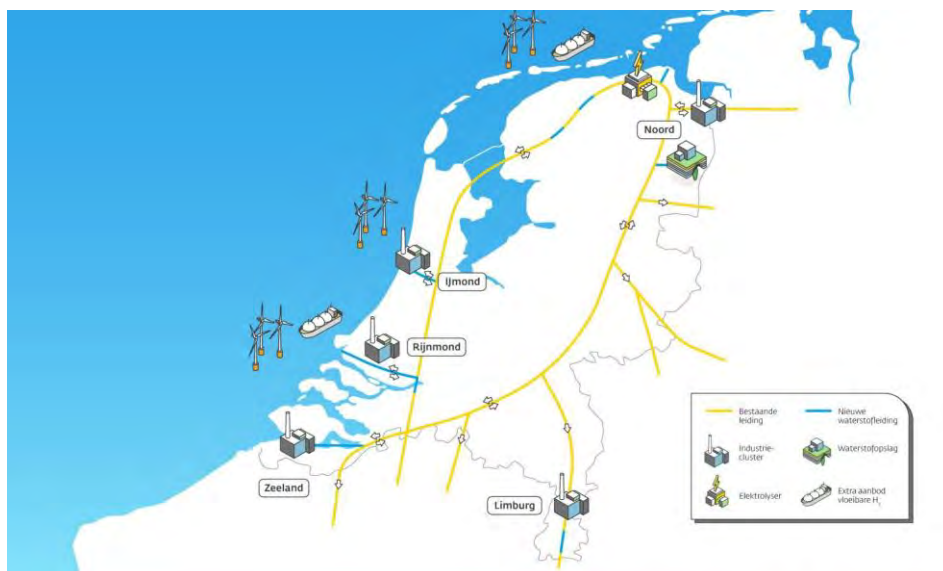 Noord
Ijmond
Rijnmond
Zeeland
Limburg
Bestaande
leiding
Nieuwe
waterstofleiding
Industrie-
cluster
Waterstofopslag
Elektrolyser
Extra aanbod
vloeibare H₂